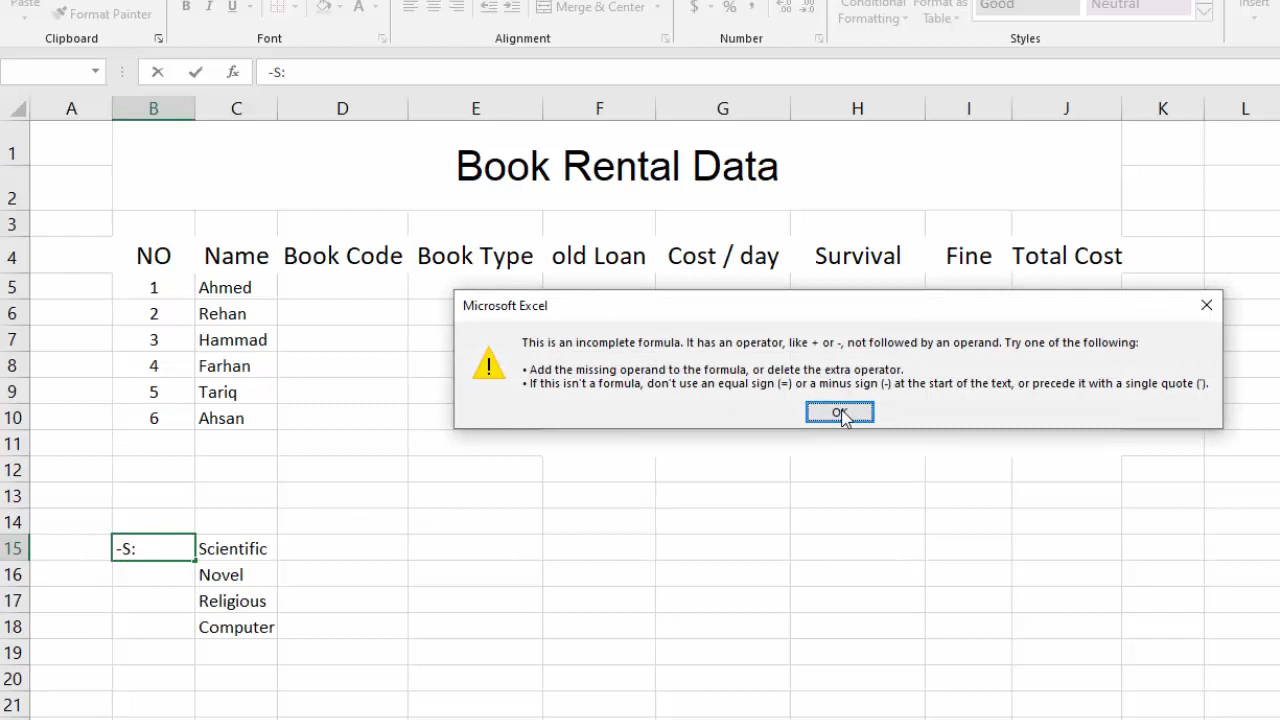 Paste Format Painter B I U A Merge & Center $ % , Conditional Format as Good Neutral Insert
Formatting Table
Clipboard Font Alignment Number Styles
fx -S:
A B C D E F G H I J K L
1 Book Rental Data
2
3
4 NO Name Book Code Book Type old Loan Cost / day Survival Fine Total Cost
5 1 Ahmed
6 2 Rehan
7 3 Hammad
8 4 Farhan
9 5 Tariq
10 6 Ahsan
11
12
13
14
15 -S: Scientific
16 Novel
17 Religious
18 Computer
19
20
21
Microsoft Excel
This is an incomplete formula. It has an operator, like + or -, not followed by an operand. Try one of the following:
• Add the missing operand to the formula, or delete the extra operator.
• If this isn't a formula, don't use an equal sign (=) or a minus sign (-) at the start of the text, or precede it with a single quote (').
OK